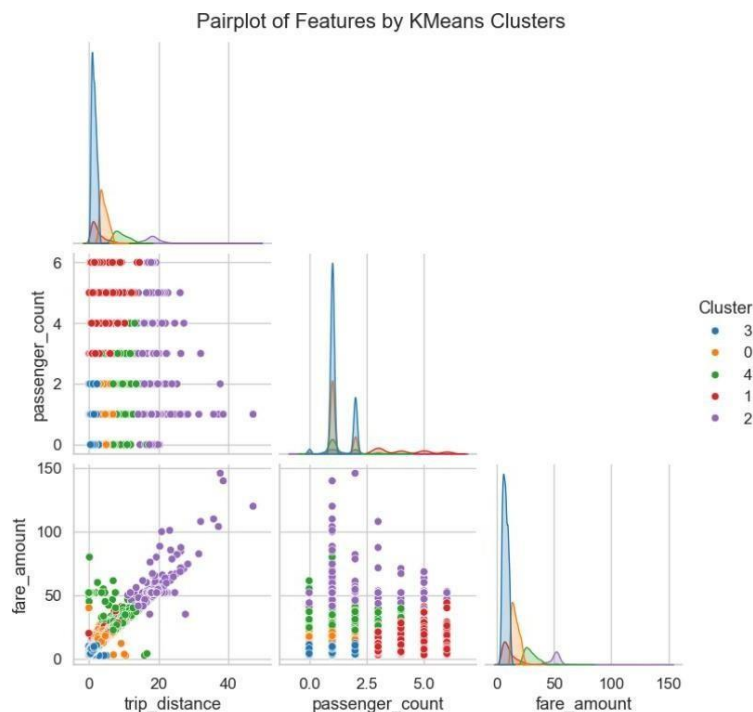 Pairplot of Features by KMeans Clusters
passenger_count
6
4
2
0
Cluster
3
0
4
1
2
fare_amount
150
100
50
0
0 20 40
trip_distance
0.0 2.5 5.0
passenger_count
0 50 100 150
fare_amount